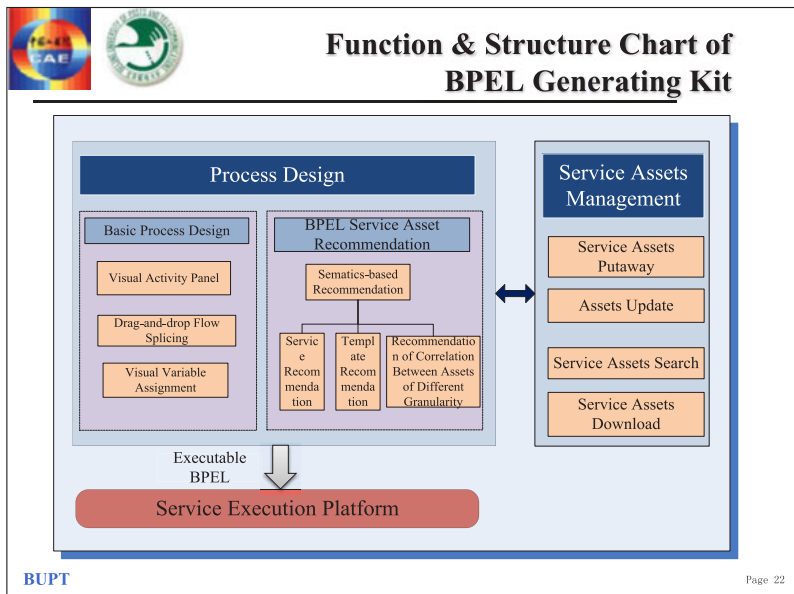 Function & Structure Chart of
BPEL Generating Kit
CAE
Process Design
Basic Process Design
Visual Activity Panel
Drag-and-drop Flow
Splicing
Visual Variable
Assignment
BPEL Service Asset
Recommendation
Sematics-based
Recommendation
Servic
e
Recom
menda
tion
Templ
ate
Recom
menda
tion
Recommendatio
n of Correlation
Between Assets
of Different
Granularity
Service Assets
Management
Service Assets
Putaway
Assets Update
Service Assets Search
Service Assets
Download
Executable
BPEL
Service Execution Platform
BUPT
Page 22